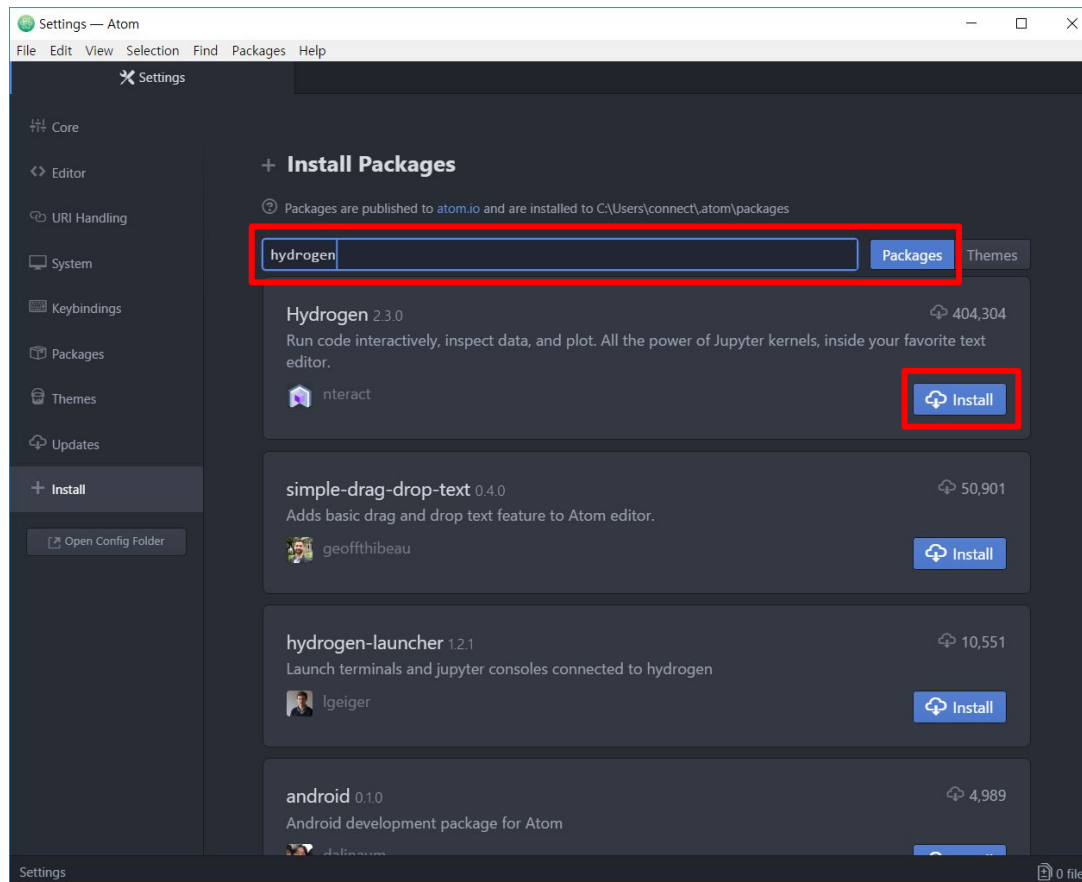 Settings — Atom
File Edit View Selection Find Packages Help
Settings
Core
Editor
URI Handling
System
Keybindings
Packages
Themes
Updates
Install
Open Config Folder
Install Packages
Packages are published to atom.io and are installed to C:\Users\connect\.atom\packages
hydrogen
Packages Themes
Hydrogen 2.3.0 404,304
Run code interactively, inspect data, and plot. All the power of Jupyter kernels, inside your favorite text
editor.
nteract
Install
simple-drag-drop-text 0.4.0 50,901
Adds basic drag and drop text feature to Atom editor.
geoffthibeau
Install
hydrogen-launcher 1.2.1 10,551
Launch terminals and jupyter consoles connected to hydrogen
lgeiger
Install
android 0.1.0 4,989
Android development package for Atom
dalinaum
Settings 0 file